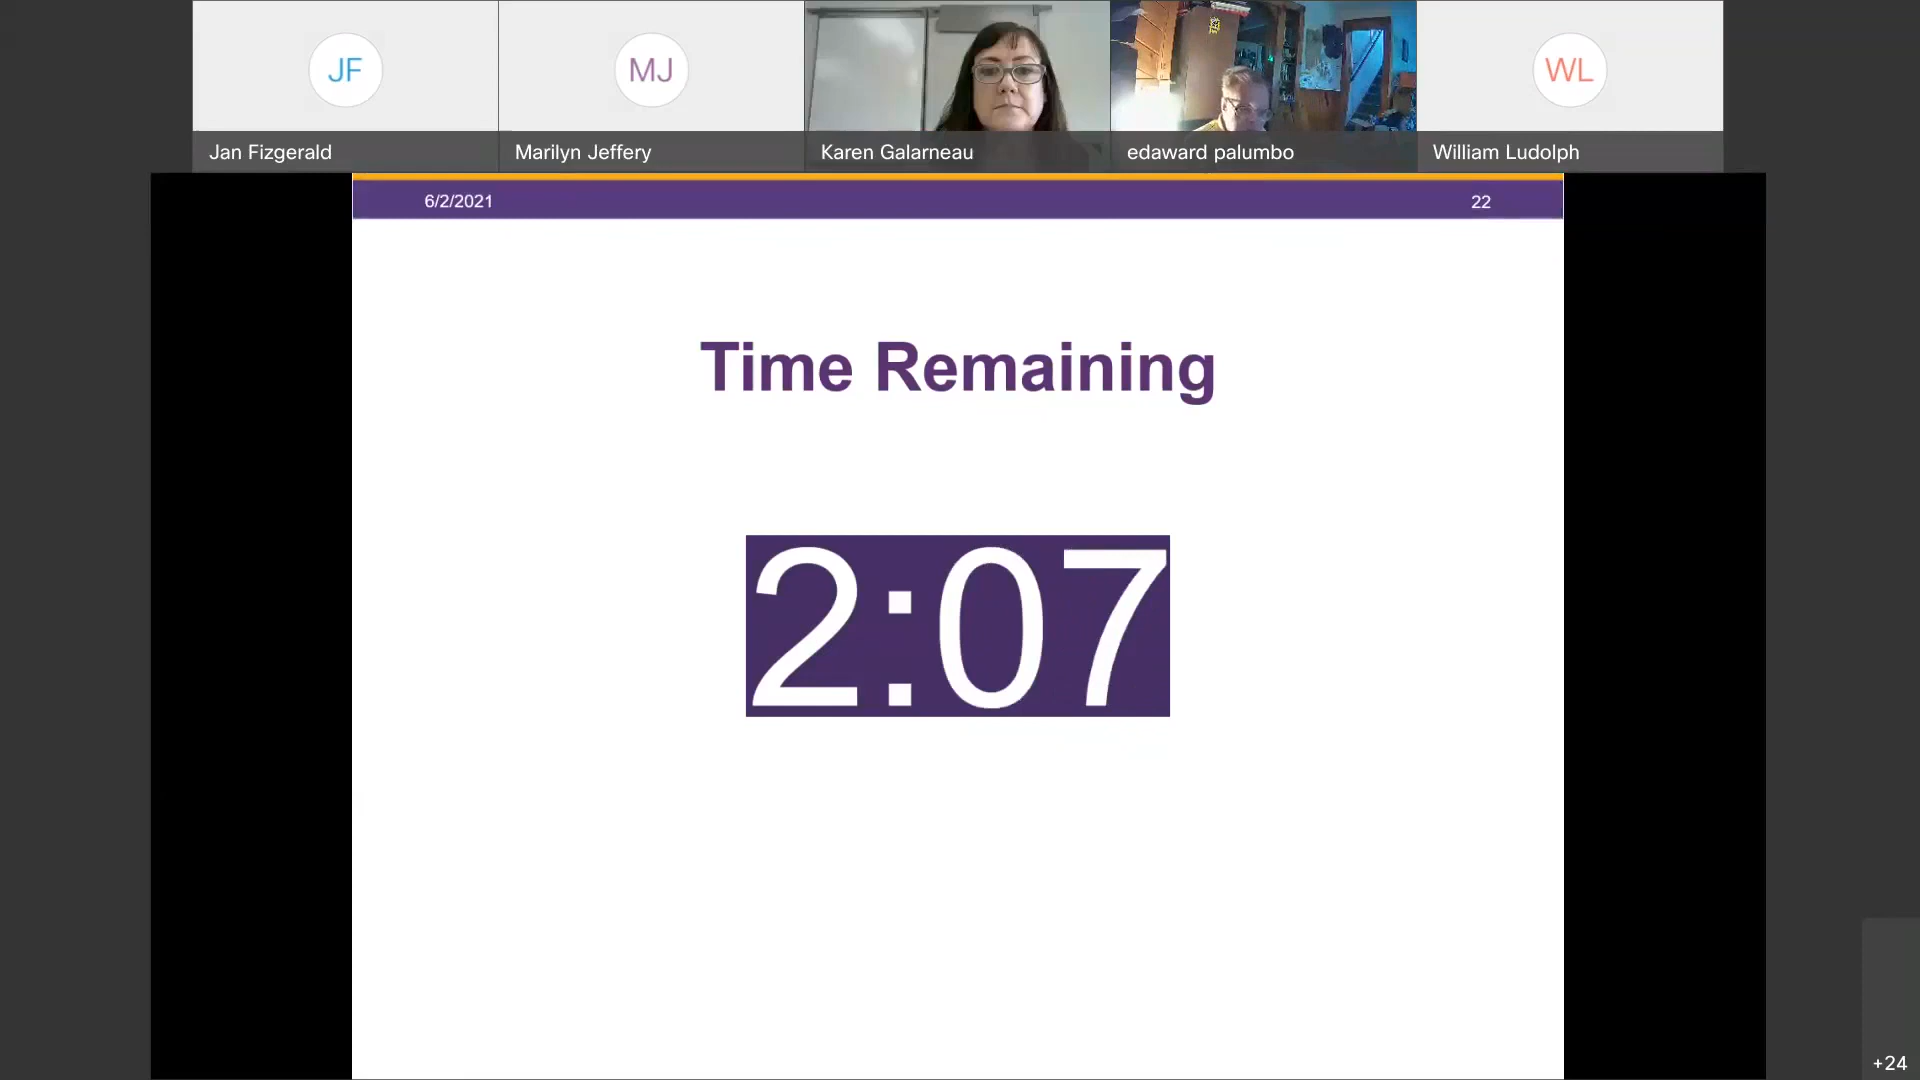 JF
MJ
WL
Jan Fizgerald
Marilyn Jeffery
Karen Galarneau
edaward palumbo
William Ludolph
6/2/2021
22
Time Remaining
2:07
+24